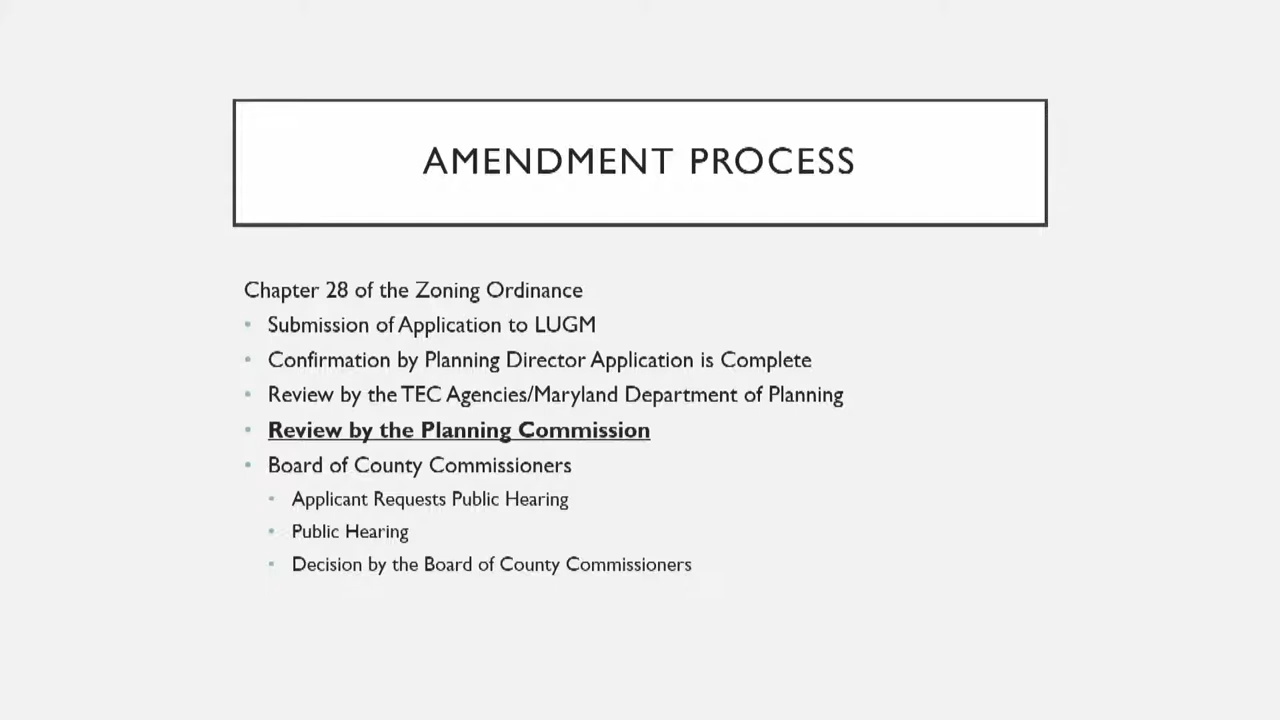 AMENDMENT PROCESS
Chapter 28 of the Zoning Ordinance
• Submission of Application to LUGM
• Confirmation by Planning Director Application is Complete
• Review by the TEC Agencies/Maryland Department of Planning
• Review by the Planning Commission
• Board of County Commissioners
• Applicant Requests Public Hearing
• Public Hearing
• Decision by the Board of County Commissioners